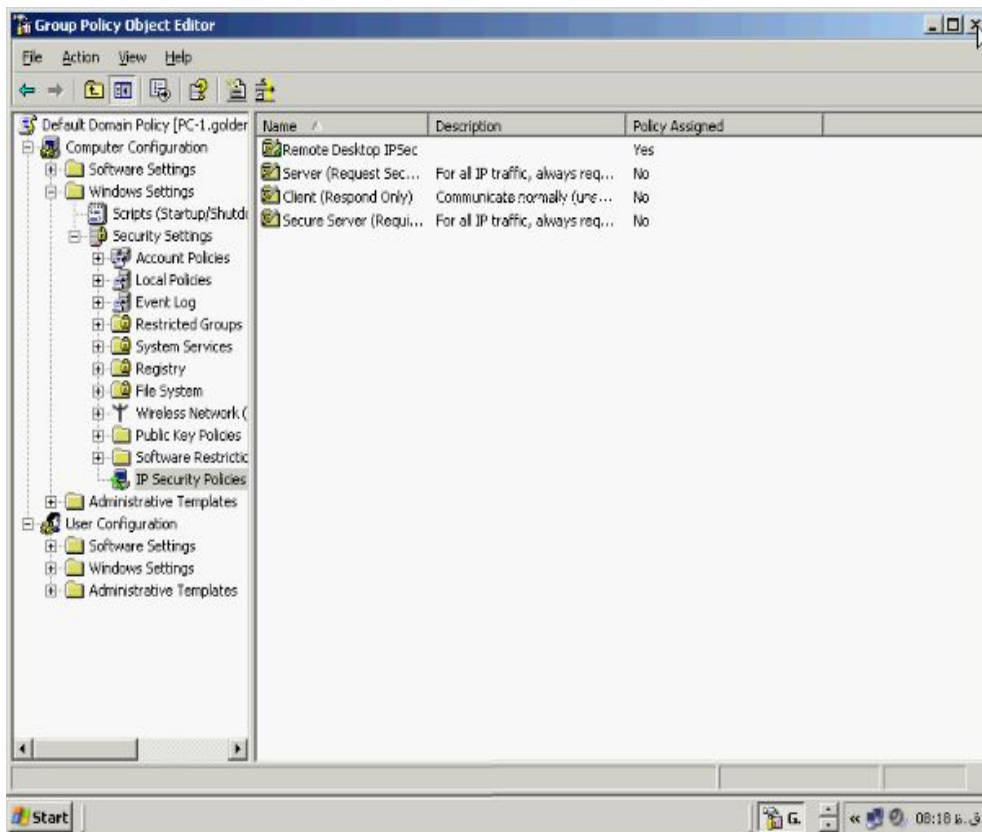 Group Policy Object Editor
File Action View Help
Default Domain Policy [PC-1.golder
Computer Configuration
Software Settings
Windows Settings
Scripts (Startup/Shutd
Security Settings
Account Policies
Local Policies
Event Log
Restricted Groups
System Services
Registry
File System
Wireless Network (
Public Key Policies
Software Restrictic
IP Security Policies
Administrative Templates
User Configuration
Software Settings
Windows Settings
Administrative Templates
Name Description Policy Assigned
Remote Desktop IPSec Yes
Server (Request Sec... For all IP traffic, always req... No
Client (Respond Only) Communicate normally (une... No
Secure Server (Requi... For all IP traffic, always req... No
Start G. « 08:18 ق.ظ